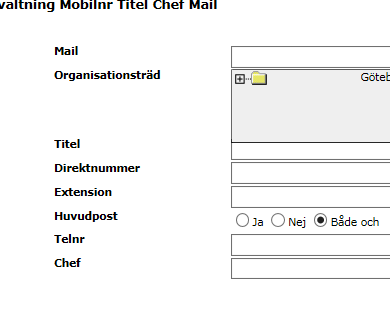 valtning Mobilnr Titel Chef Mail
Mail
Organisationsträd
Göteb
Titel
Direktnummer
Extension
Huvudpost
Ja Nej Både och
Telnr
Chef